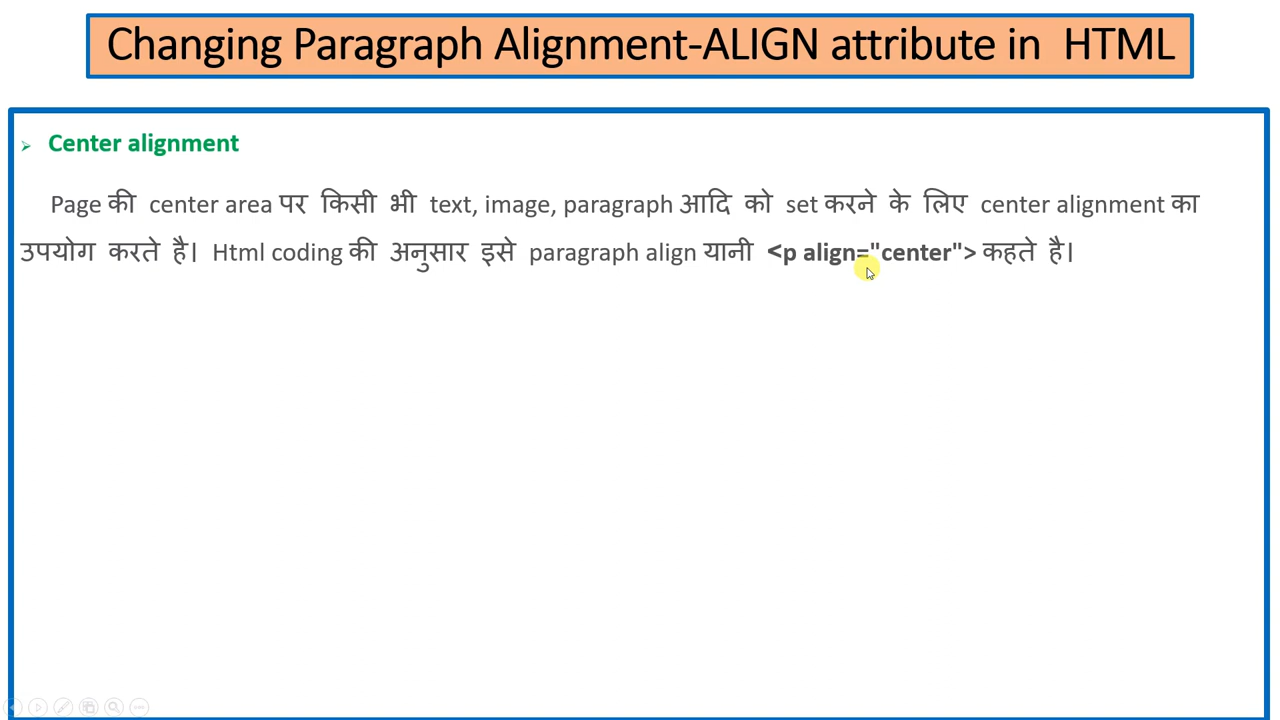 Changing Paragraph Alignment-ALIGN attribute in HTML
Center alignment
Page की center area पर किसी भी text, image, paragraph आदि को set करने के लिए center alignment का
उपयोग करते है। Html coding की अनुसार इसे paragraph align यानी <p align="center"> कहते है।